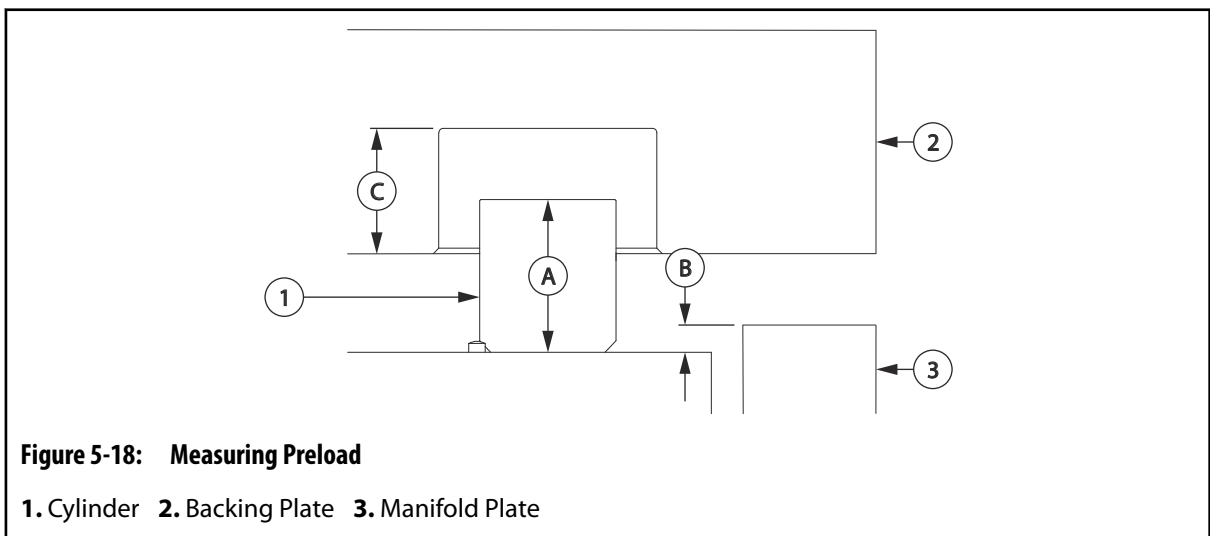 2
C
B
A
1
3
Figure 5-18: Measuring Preload
1. Cylinder 2. Backing Plate 3. Manifold Plate